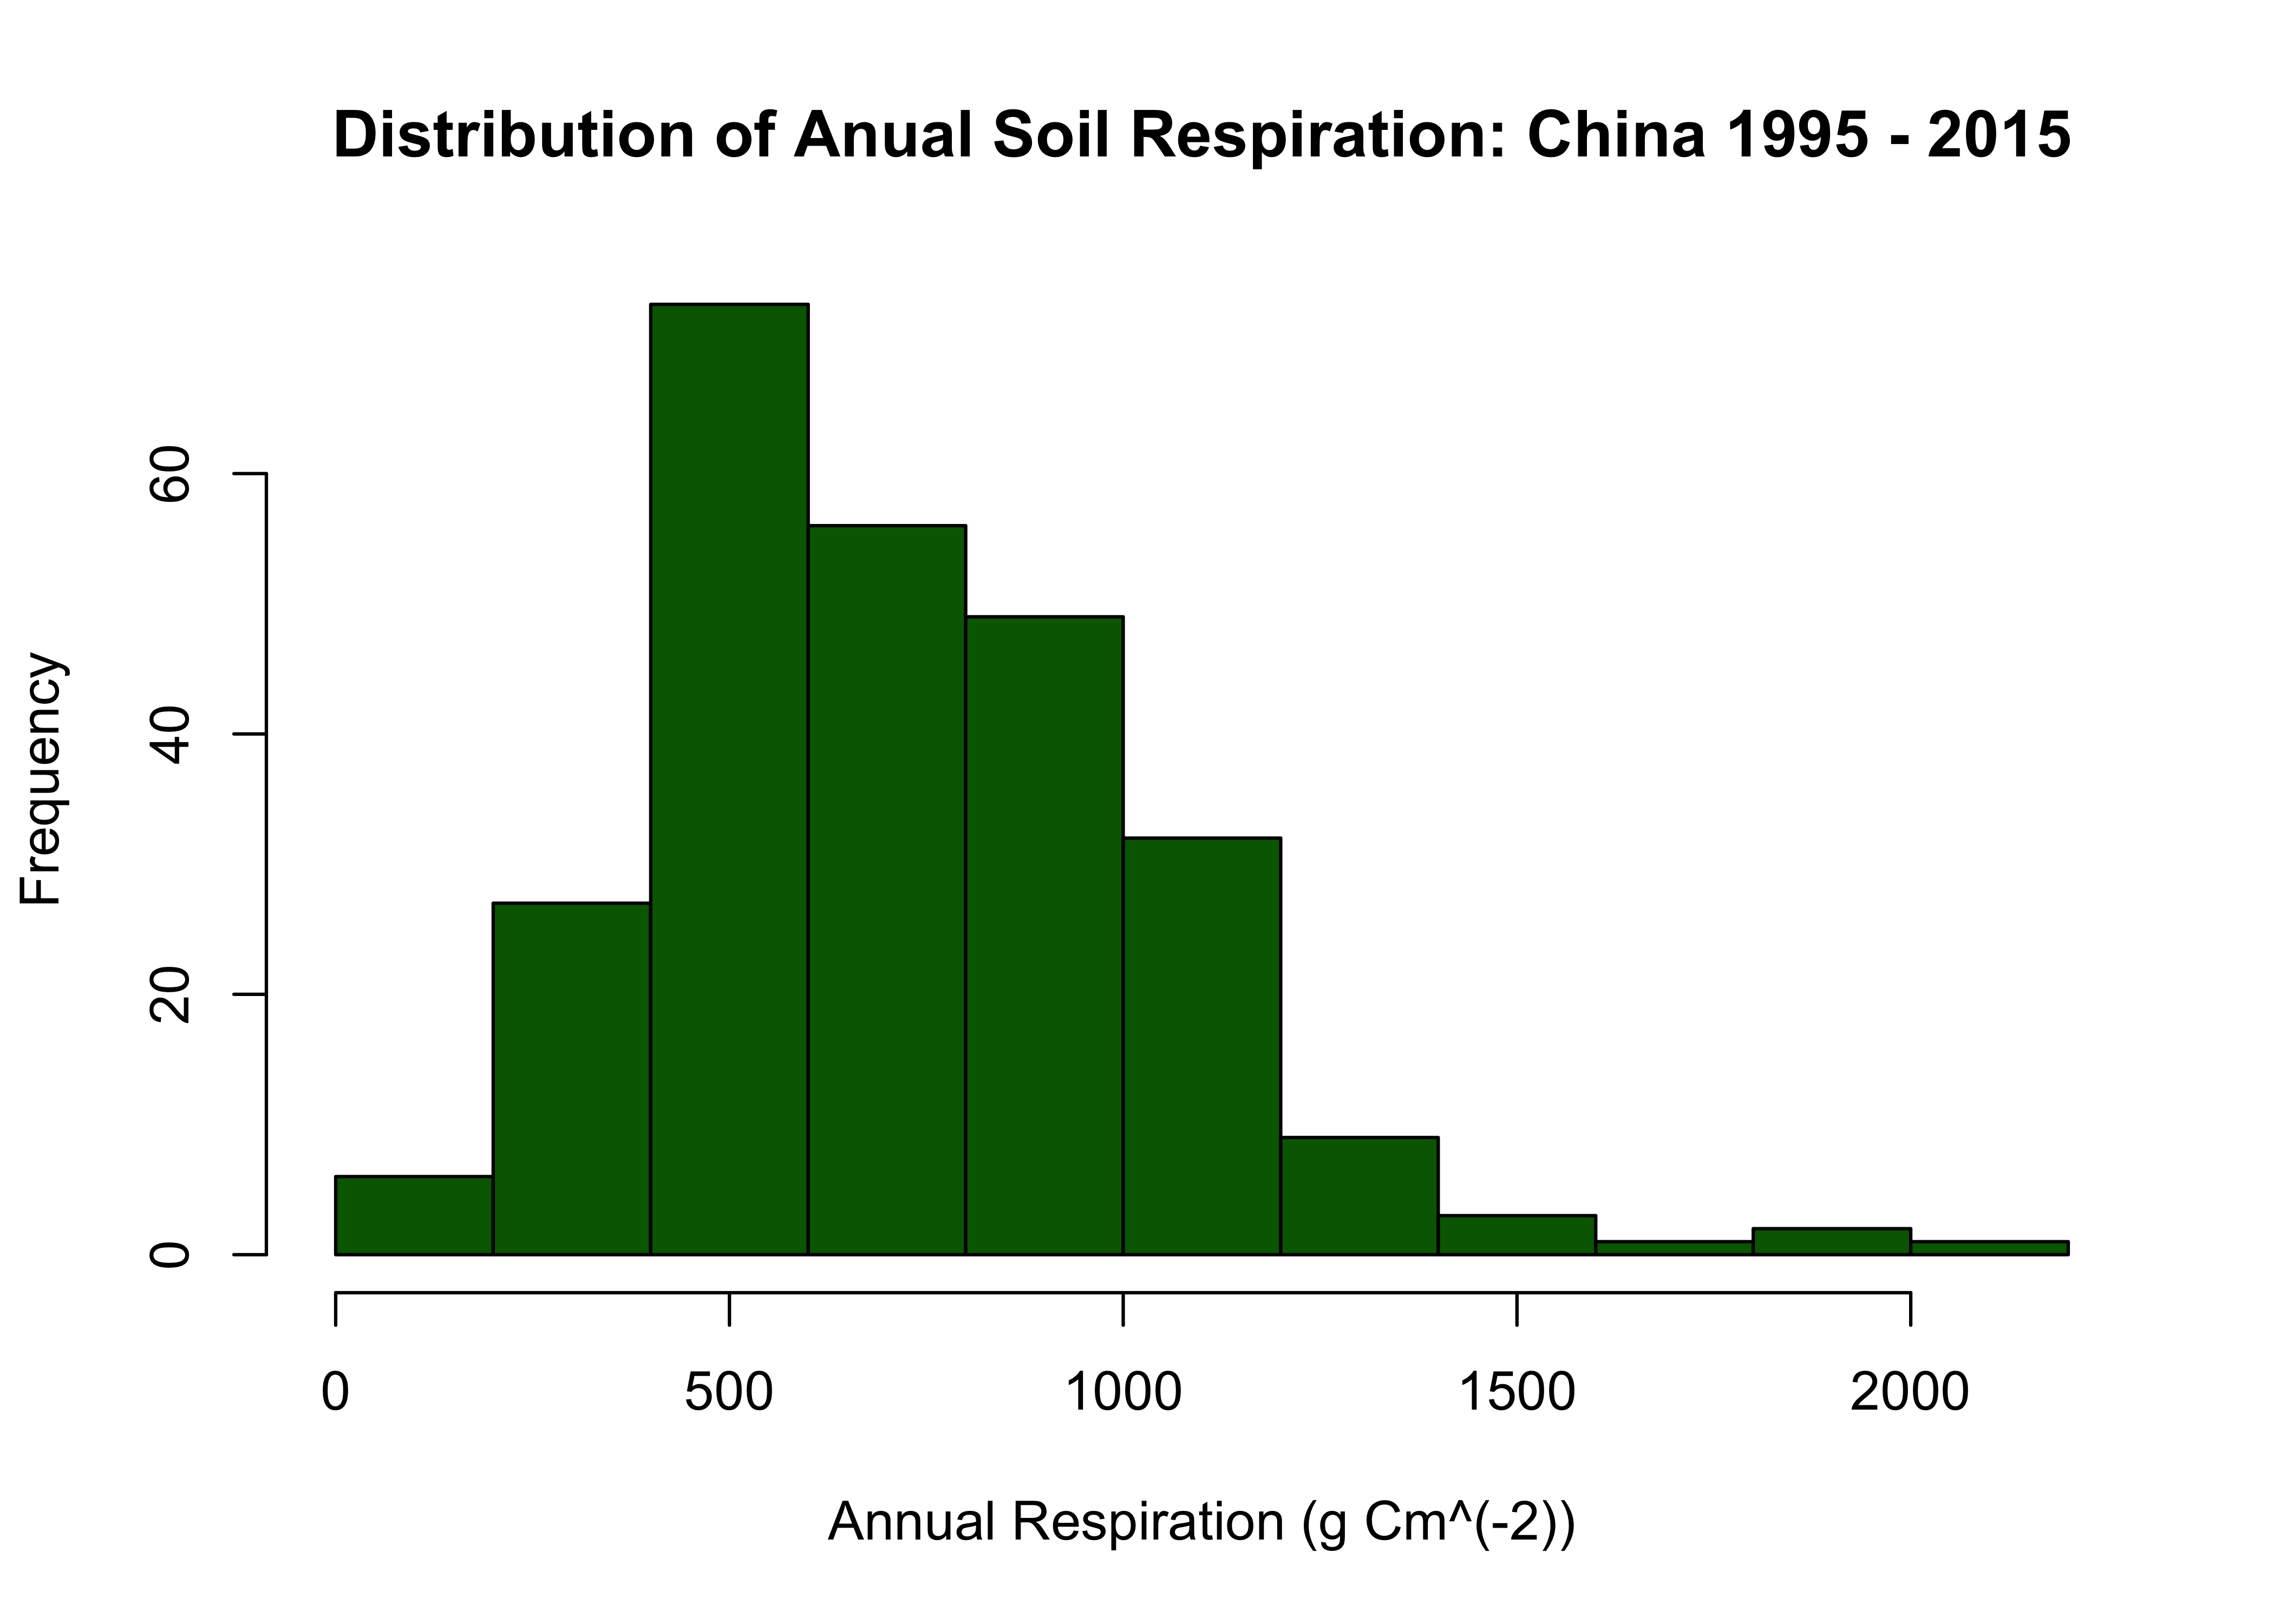 Distribution of Anual Soil Respiration: China 1995 - 2015
Frequency
60
40
20
0
0 500 1000 1500 2000
Annual Respiration (g Cm^(-2))